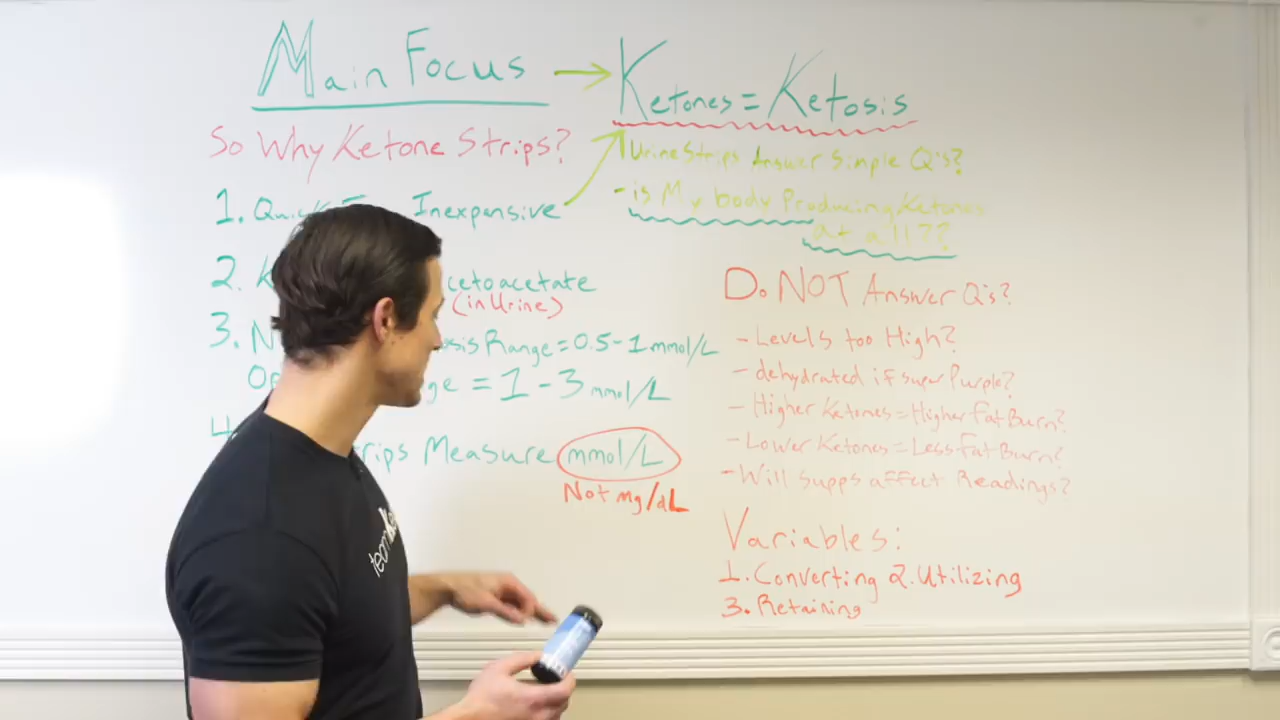 Main Focus → Ketones = Ketosis
So Why Ketone Strips?
1. Quick Inexpensive
2. cetoacetate
(in Urine)
3. osis Range = 0.5 - 1 mmol/L
ge = 1 - 3 mmol/L
4. rips Measure mmol/L
Not mg/dL
Urine Strips Answer Simple Q's?
- is My body Producing Ketones
at all??
Do NOT Answer Q's?
- Levels too High?
- dehydrated if super Purple?
- Higher Ketones = Higher Fat Burn?
- Lower Ketones = Less Fat Burn?
- Will supps affect Readings?
Variables:
1. Converting 2. Utilizing
3. Retaining
team